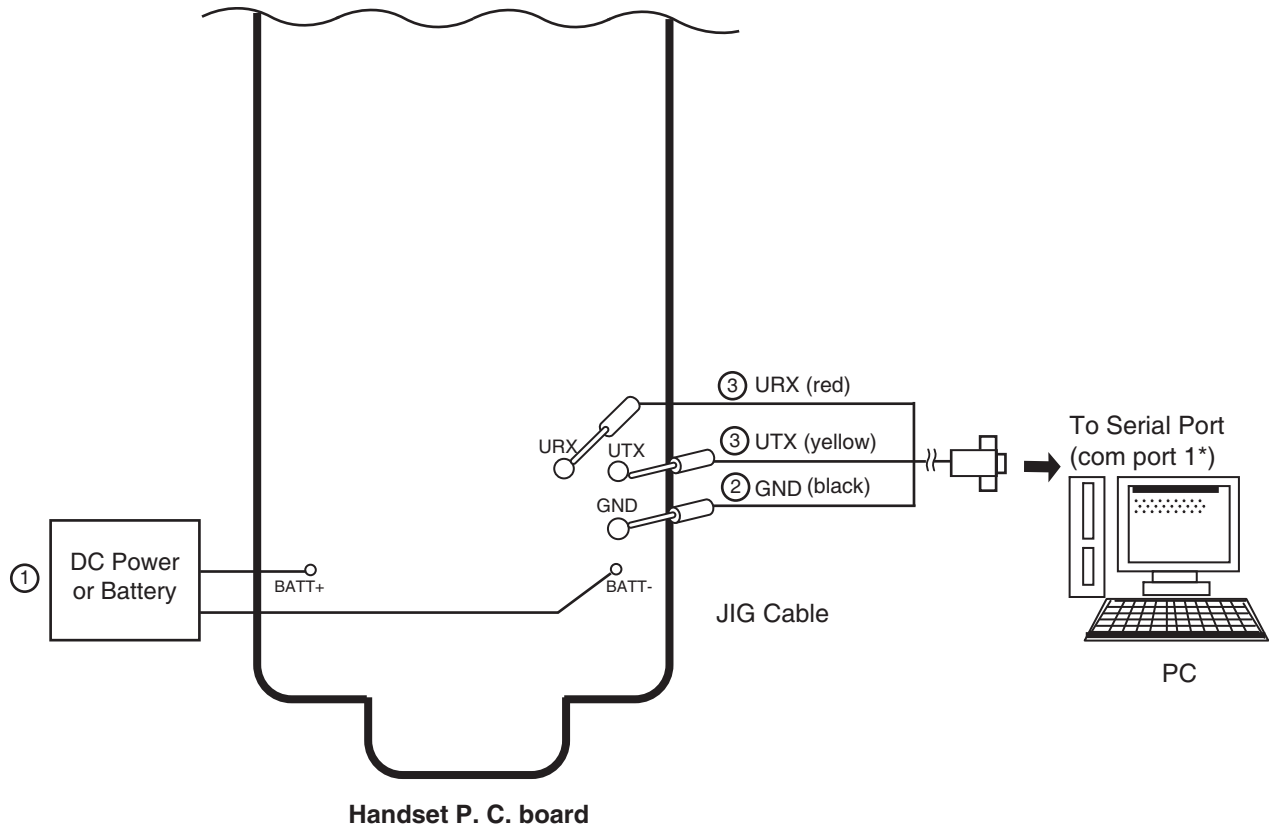 ③ URX (red)
To Serial Port
(com port 1*)
URX
UTX
③ UTX (yellow)
② GND (black)
GND
①
DC Power
or Battery
BATT+
BATT-
JIG Cable
PC
Handset P. C. board